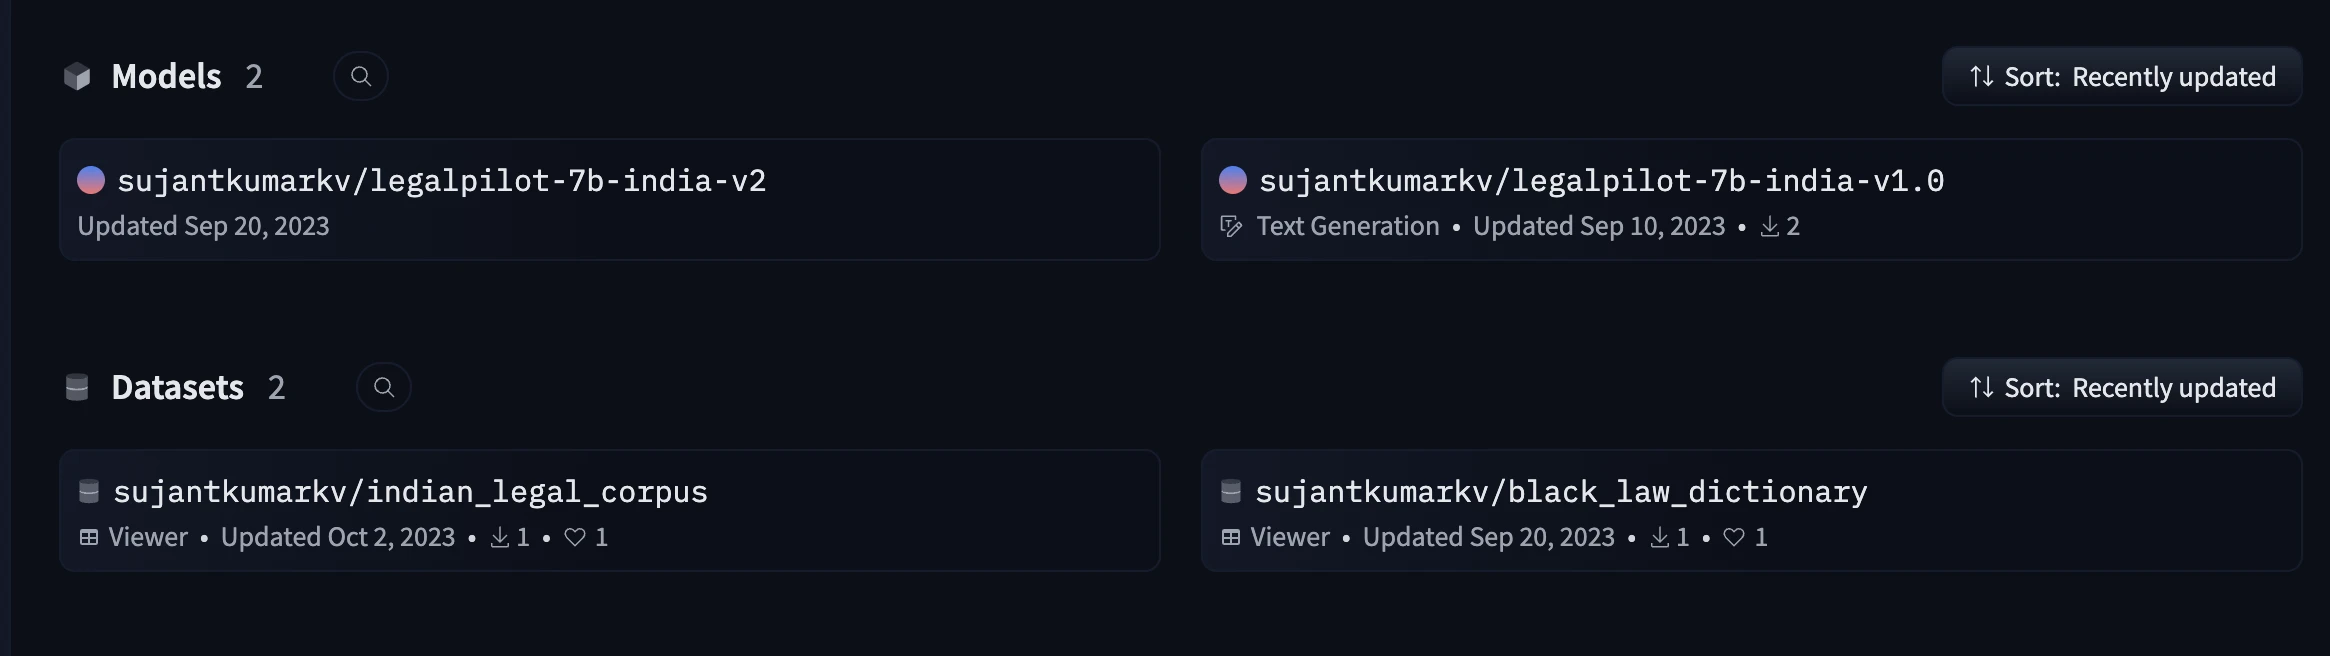 Models 2
Sort: Recently updated
sujantkumarkv/legalpilot-7b-india-v2
Updated Sep 20, 2023
sujantkumarkv/legalpilot-7b-india-v1.0
Text Generation • Updated Sep 10, 2023 • 2
Datasets 2
Sort: Recently updated
sujantkumarkv/indian_legal_corpus
Viewer • Updated Oct 2, 2023 • 1 • 1
sujantkumarkv/black_law_dictionary
Viewer • Updated Sep 20, 2023 • 1 • 1